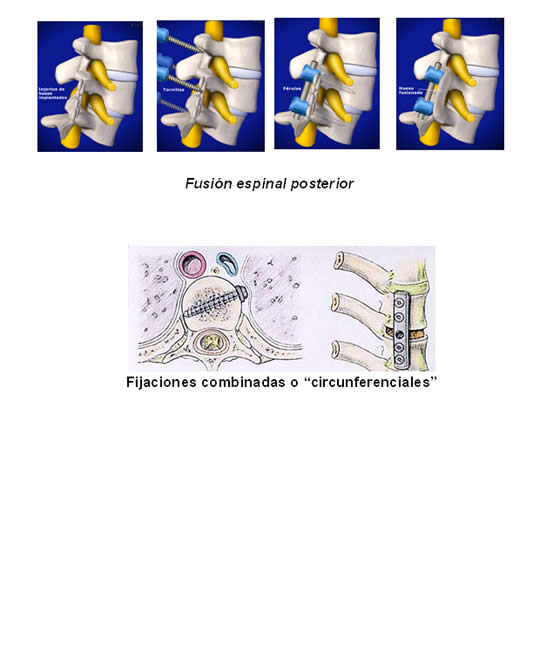 Injertos de
hueso
implantados
Tornillos
Férulas
Hueso
fusionado
Fusión espinal posterior
Fijaciones combinadas o “circunferenciales”